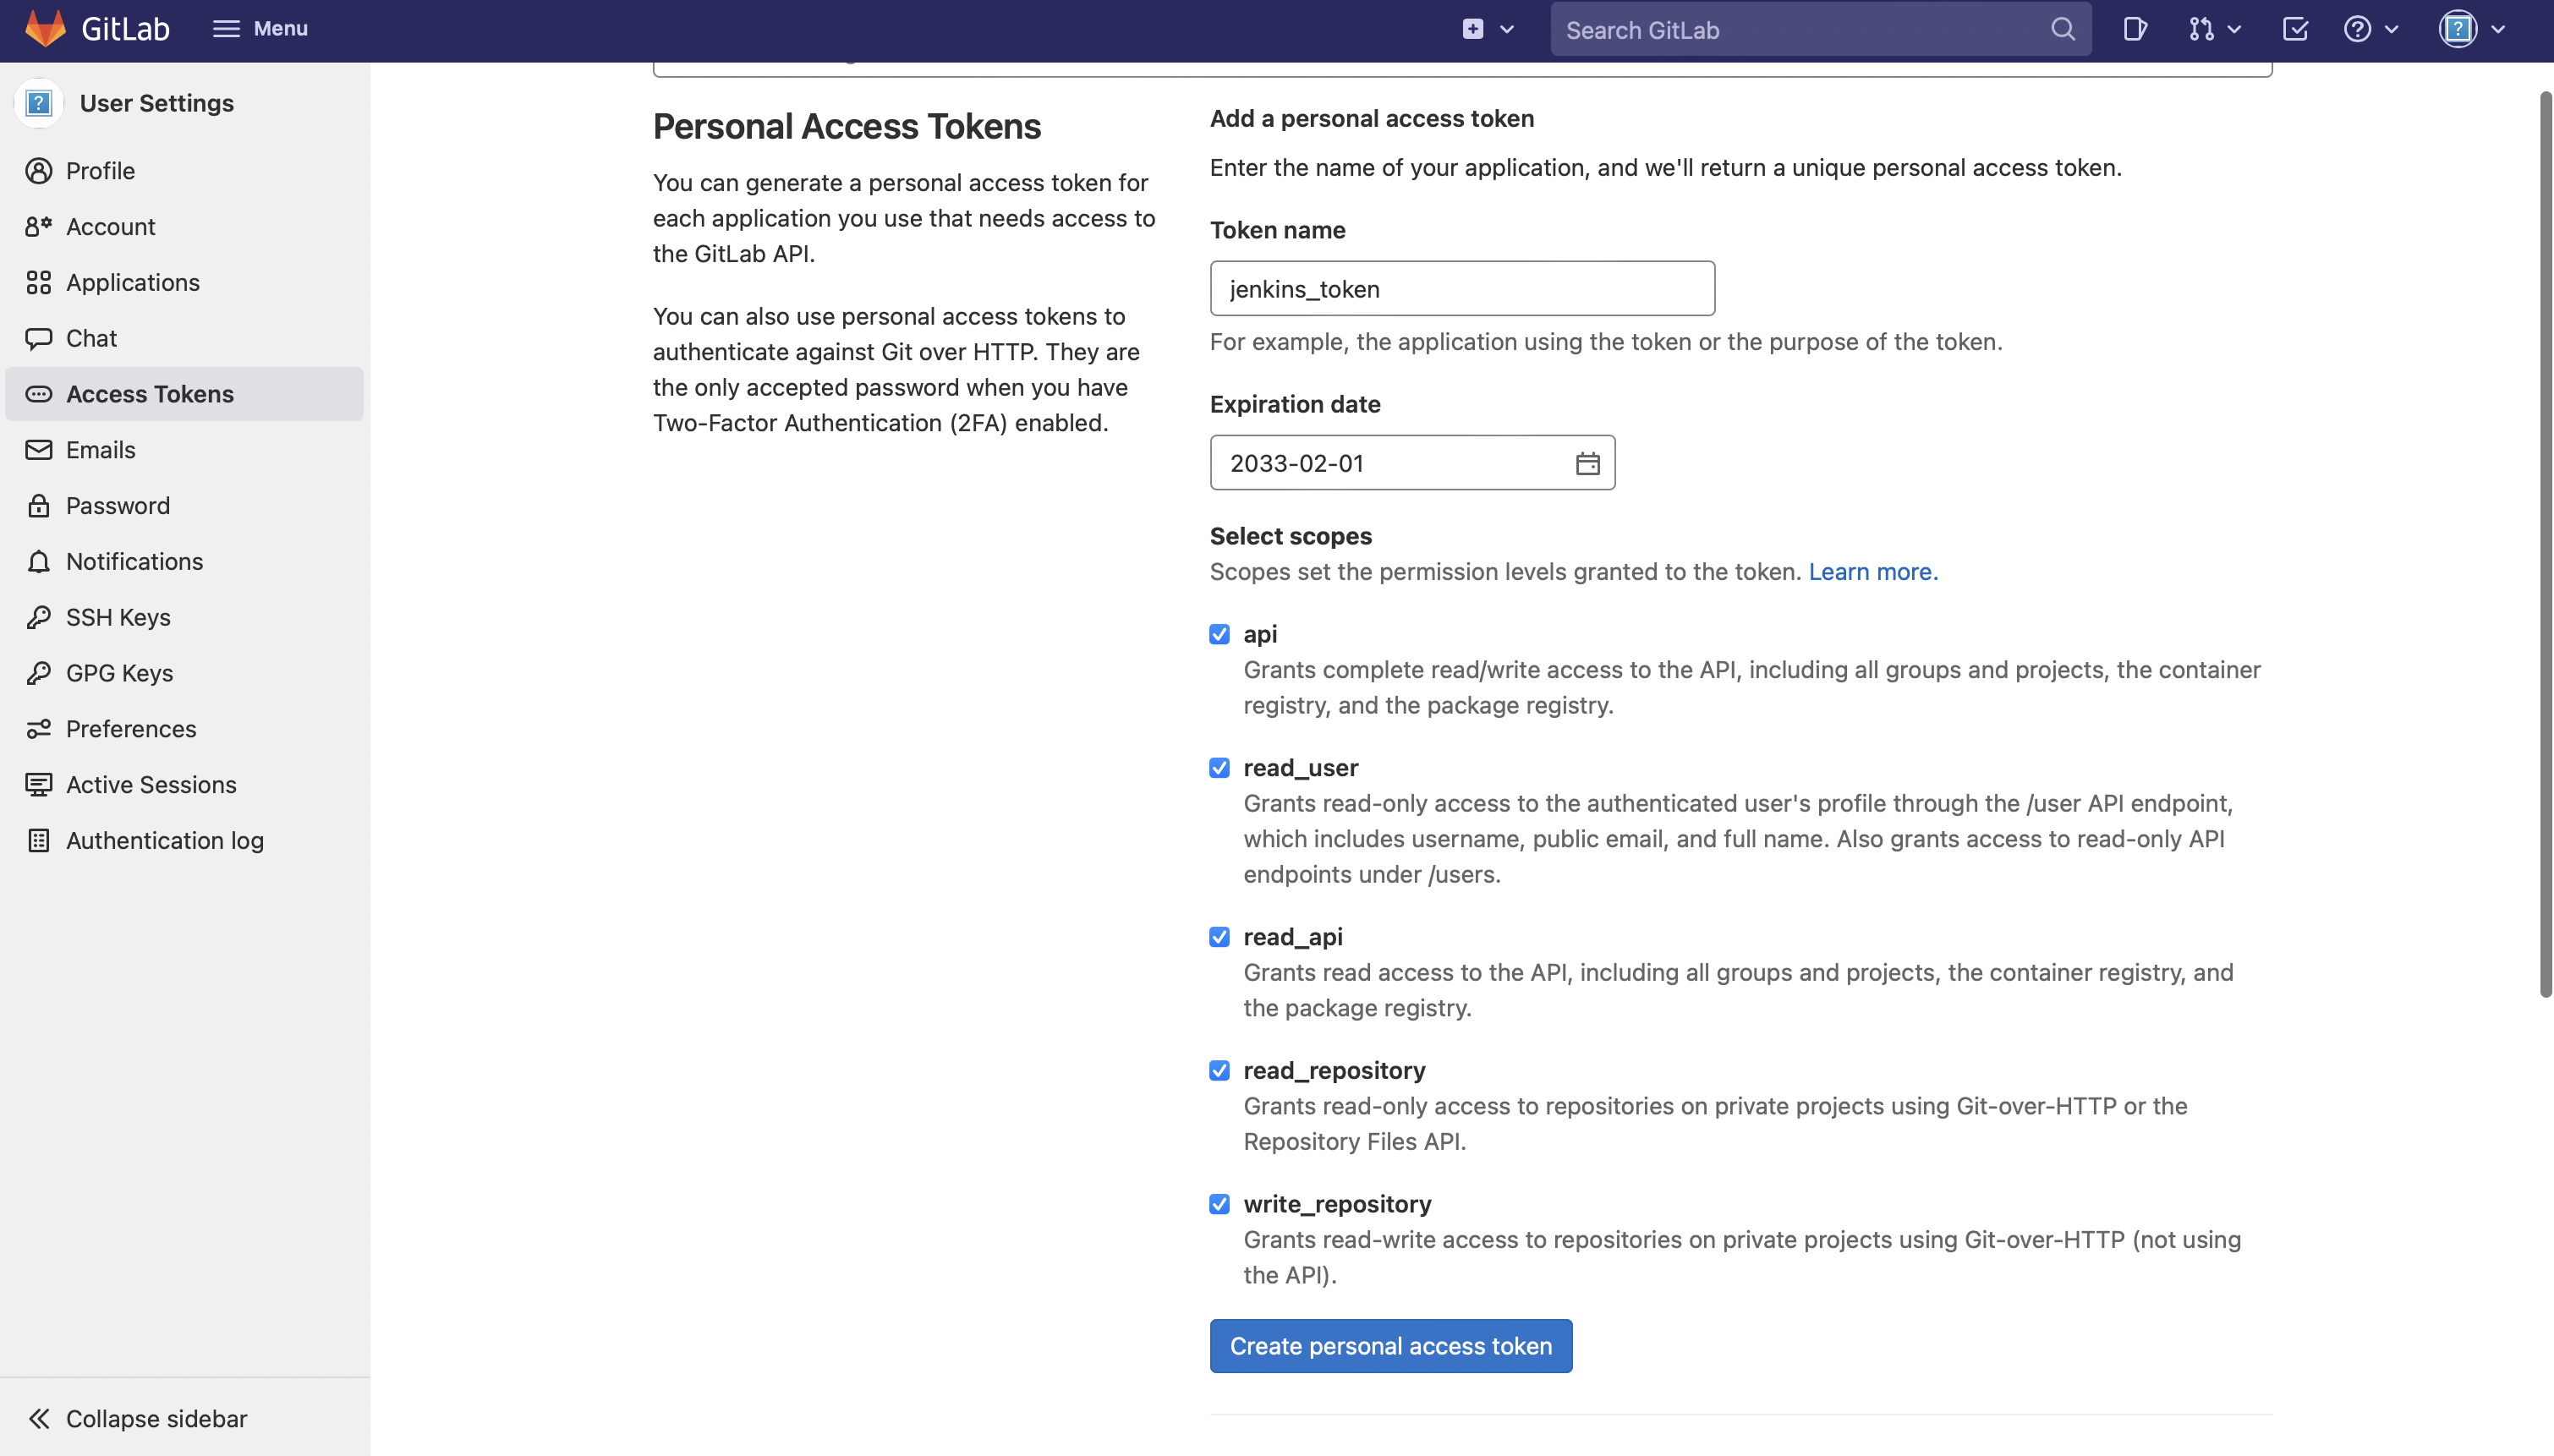 GitLab
Menu
Search GitLab
User Settings
Profile
Account
Applications
Chat
Access Tokens
Emails
Password
Notifications
SSH Keys
GPG Keys
Preferences
Active Sessions
Authentication log
Collapse sidebar
Personal Access Tokens
You can generate a personal access token for
each application you use that needs access to
the GitLab API.
You can also use personal access tokens to
authenticate against Git over HTTP. They are
the only accepted password when you have
Two-Factor Authentication (2FA) enabled.
Add a personal access token
Enter the name of your application, and we'll return a unique personal access token.
Token name
jenkins_token
For example, the application using the token or the purpose of the token.
Expiration date
2033-02-01
Select scopes
Scopes set the permission levels granted to the token. Learn more.
api
Grants complete read/write access to the API, including all groups and projects, the container
registry, and the package registry.
read_user
Grants read-only access to the authenticated user's profile through the /user API endpoint,
which includes username, public email, and full name. Also grants access to read-only API
endpoints under /users.
read_api
Grants read access to the API, including all groups and projects, the container registry, and
the package registry.
read_repository
Grants read-only access to repositories on private projects using Git-over-HTTP or the
Repository Files API.
write_repository
Grants read-write access to repositories on private projects using Git-over-HTTP (not using
the API).
Create personal access token